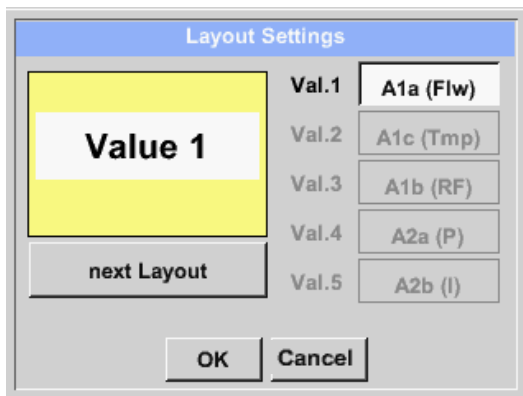 Layout Settings
Value 1
next Layout
Val.1 A1a (Flw)
Val.2 A1c (Tmp)
Val.3 A1b (RF)
Val.4 A2a (P)
Val.5 A2b (I)
OK Cancel